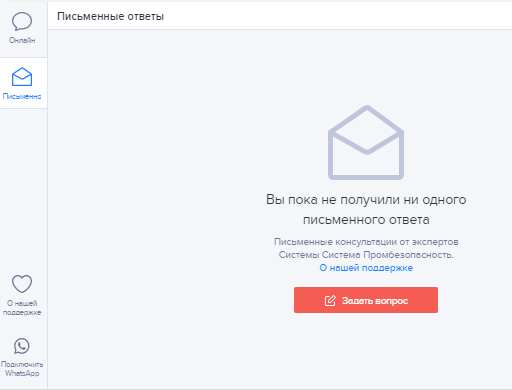 Письменные ответы
Онлайн
Письменно
Вы пока не получили ни одного
письменного ответа
Письменные консультации от экспертов
Системы Система Промбезопасность.
О нашей поддержке
Задать вопрос
О нашей
поддержке
Подключить
WhatsApp